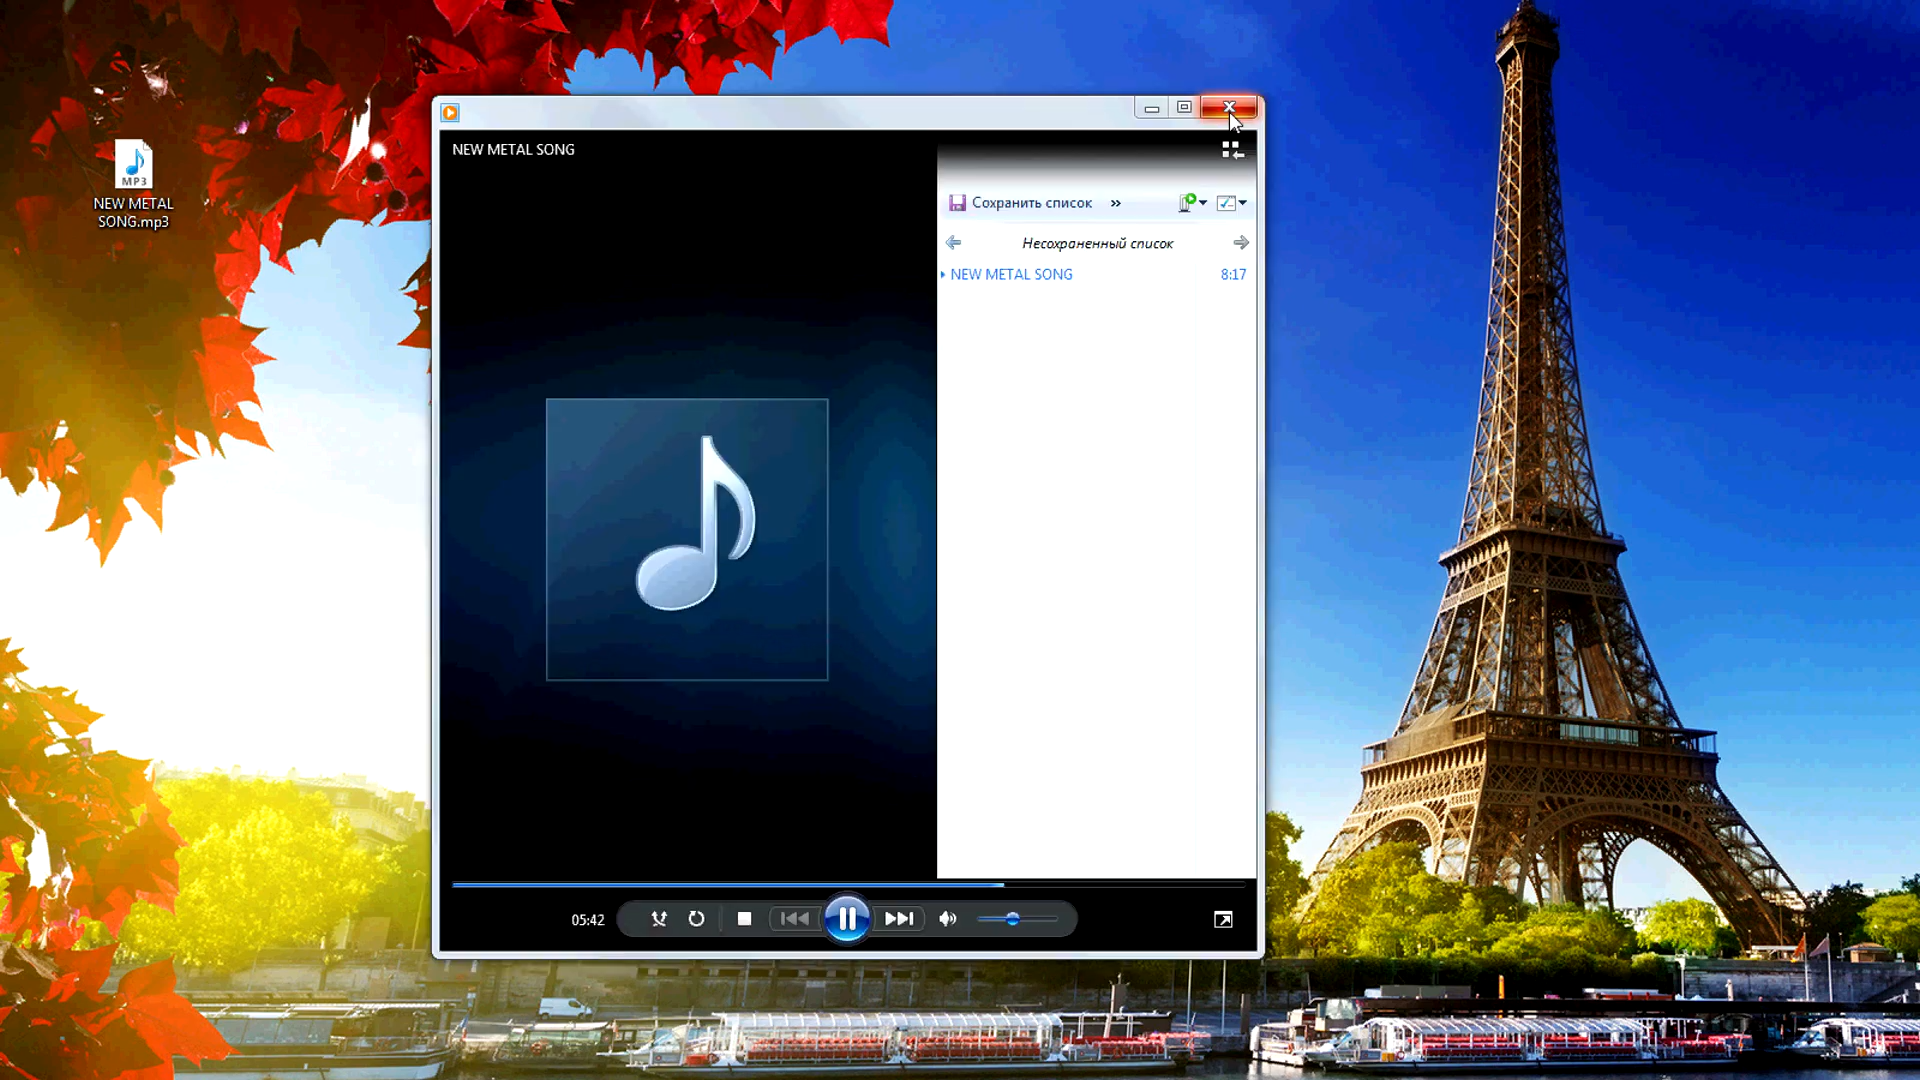 NEW METAL SONG
MP3
NEW METAL
SONG.mp3
Сохранить список »
Несохраненный список
NEW METAL SONG 8:17
05:42